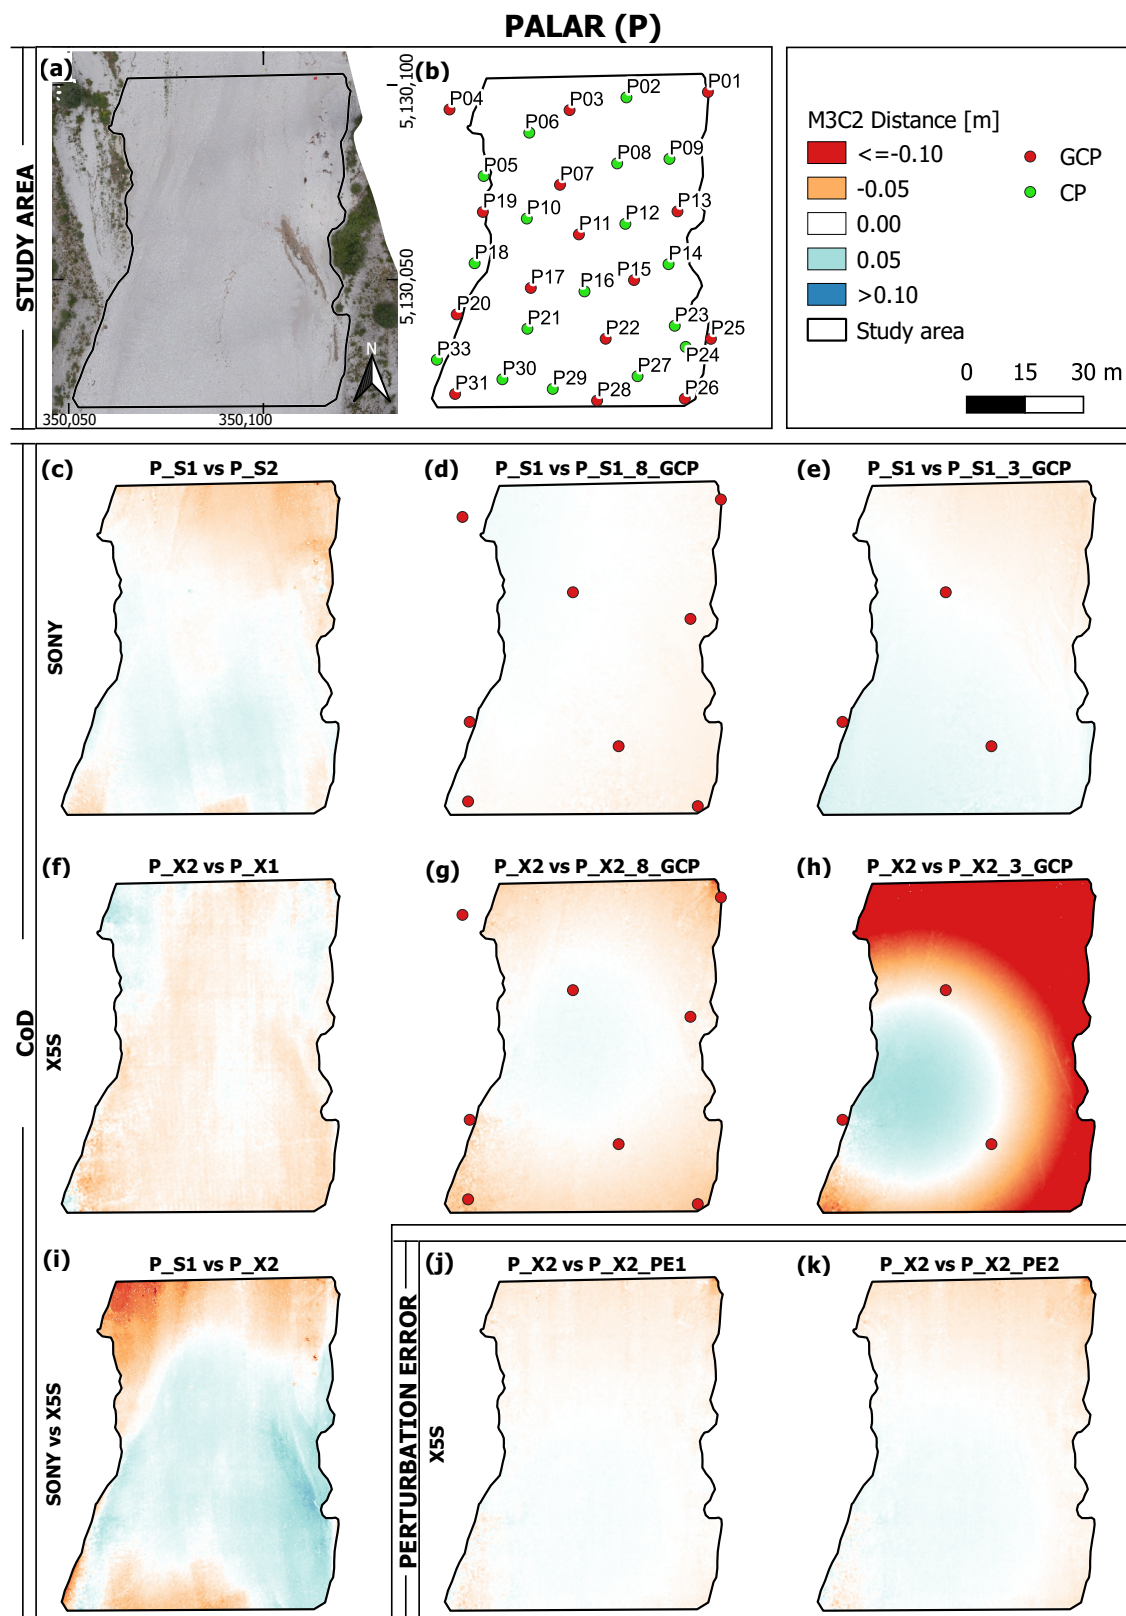 PALAR (P)
STUDY AREA
(a)
N
350,050
350,100
(b)
5,130,100
5,130,050
P01
P02
P03
P04
P06
P08
P09
P05
P07
P19
P10
P11
P12
P13
P18
P14
P17
P16
P15
P20
P21
P22
P23
P25
P24
P33
P30
P29
P27
P31
P28
P26
M3C2 Distance [m]
<=-0.10
-0.05
0.00
0.05
>0.10
Study area
GCP
CP
0 15 30 m
CoD
SONY
(c) P_S1 vs P_S2
(d) P_S1 vs P_S1_8_GCP
(e) P_S1 vs P_S1_3_GCP
X5S
(f) P_X2 vs P_X1
(g) P_X2 vs P_X2_8_GCP
(h) P_X2 vs P_X2_3_GCP
SONY vs X5S
(i) P_S1 vs P_X2
PERTURBATION ERROR
X5S
(j) P_X2 vs P_X2_PE1
(k) P_X2 vs P_X2_PE2